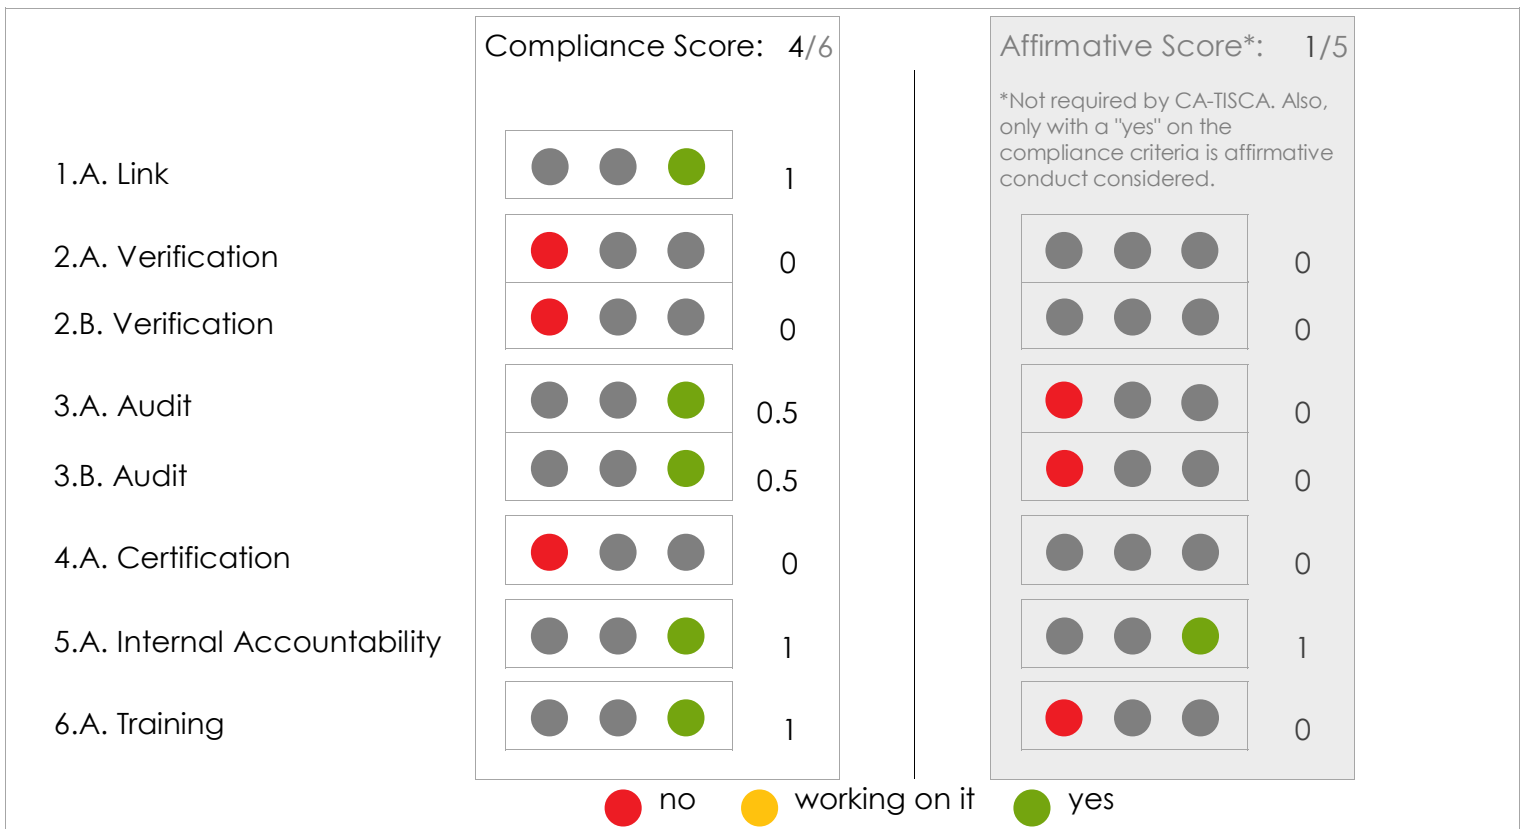 Compliance Score: 4/6
Affirmative Score*: 1/5
*Not required by CA-TISCA. Also,
only with a "yes" on the
compliance criteria is affirmative
conduct considered.
1.A. Link 1
2.A. Verification 0 0
2.B. Verification 0 0
3.A. Audit 0.5 0
3.B. Audit 0.5 0
4.A. Certification 0 0
5.A. Internal Accountability 1 1
6.A. Training 1 0
no working on it yes